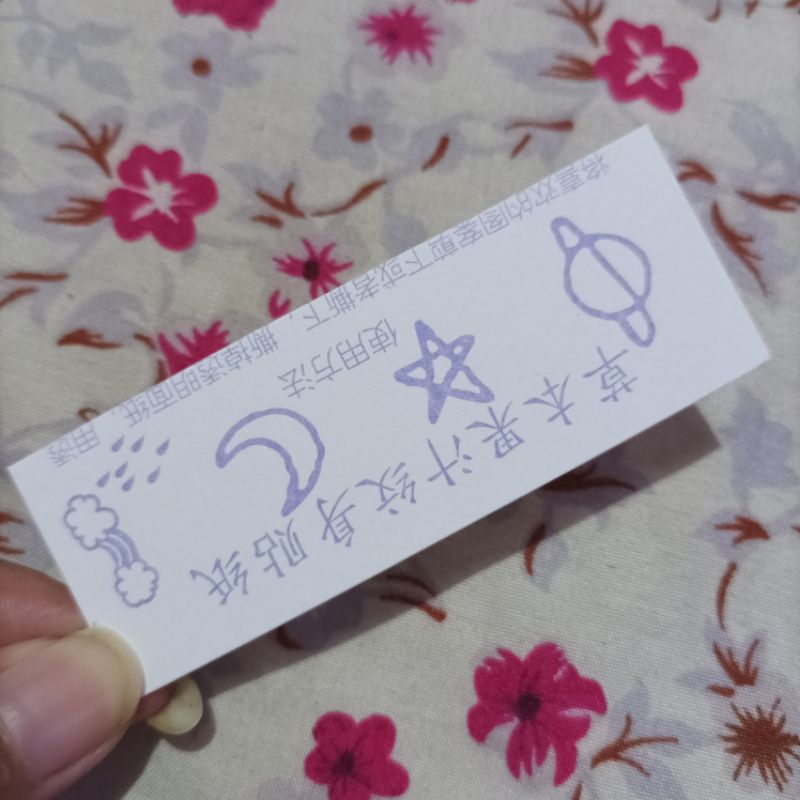 草本果汁纹身贴纸
使用方法
将喜欢的图案剪下或者撕下，撕掉透明面纸，用